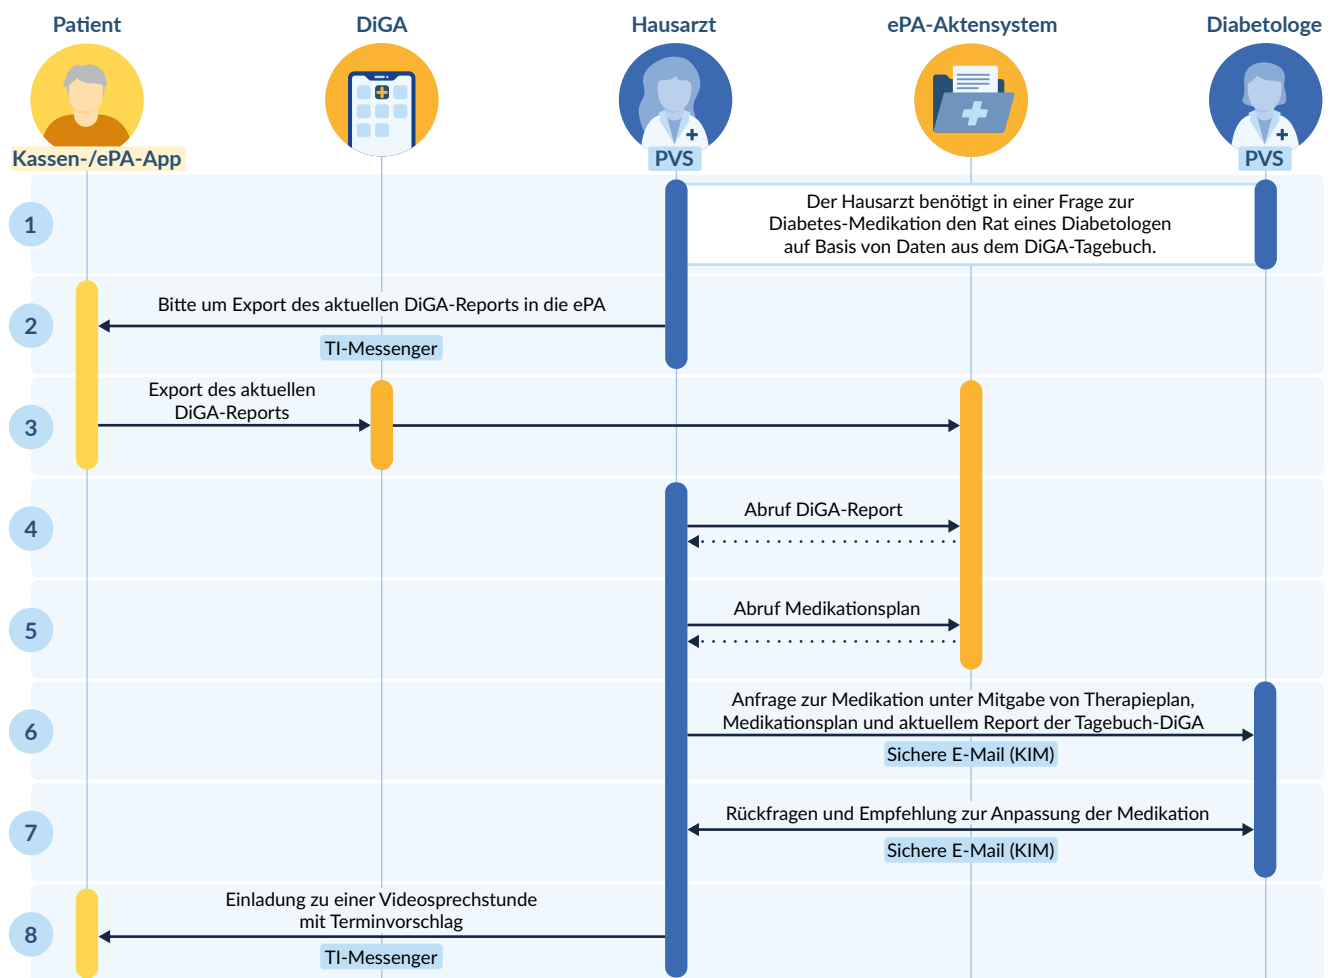 Patient
DiGA
Hausarzt
ePA-Aktensystem
Diabetologe
Kassen-/ePA-App
PVS
PVS
1
Der Hausarzt benötigt in einer Frage zur
Diabetes-Medikation den Rat eines Diabetologen
auf Basis von Daten aus dem DiGA-Tagebuch.
2
Bitte um Export des aktuellen DiGA-Reports in die ePA
TI-Messenger
3
Export des aktuellen
DiGA-Reports
4
Abruf DiGA-Report
5
Abruf Medikationsplan
6
Anfrage zur Medikation unter Mitgabe von Therapieplan,
Medikationsplan und aktuellem Report der Tagebuch-DiGA
Sichere E-Mail (KIM)
7
Rückfragen und Empfehlung zur Anpassung der Medikation
Sichere E-Mail (KIM)
8
Einladung zu einer Videosprechstunde
mit Terminvorschlag
TI-Messenger